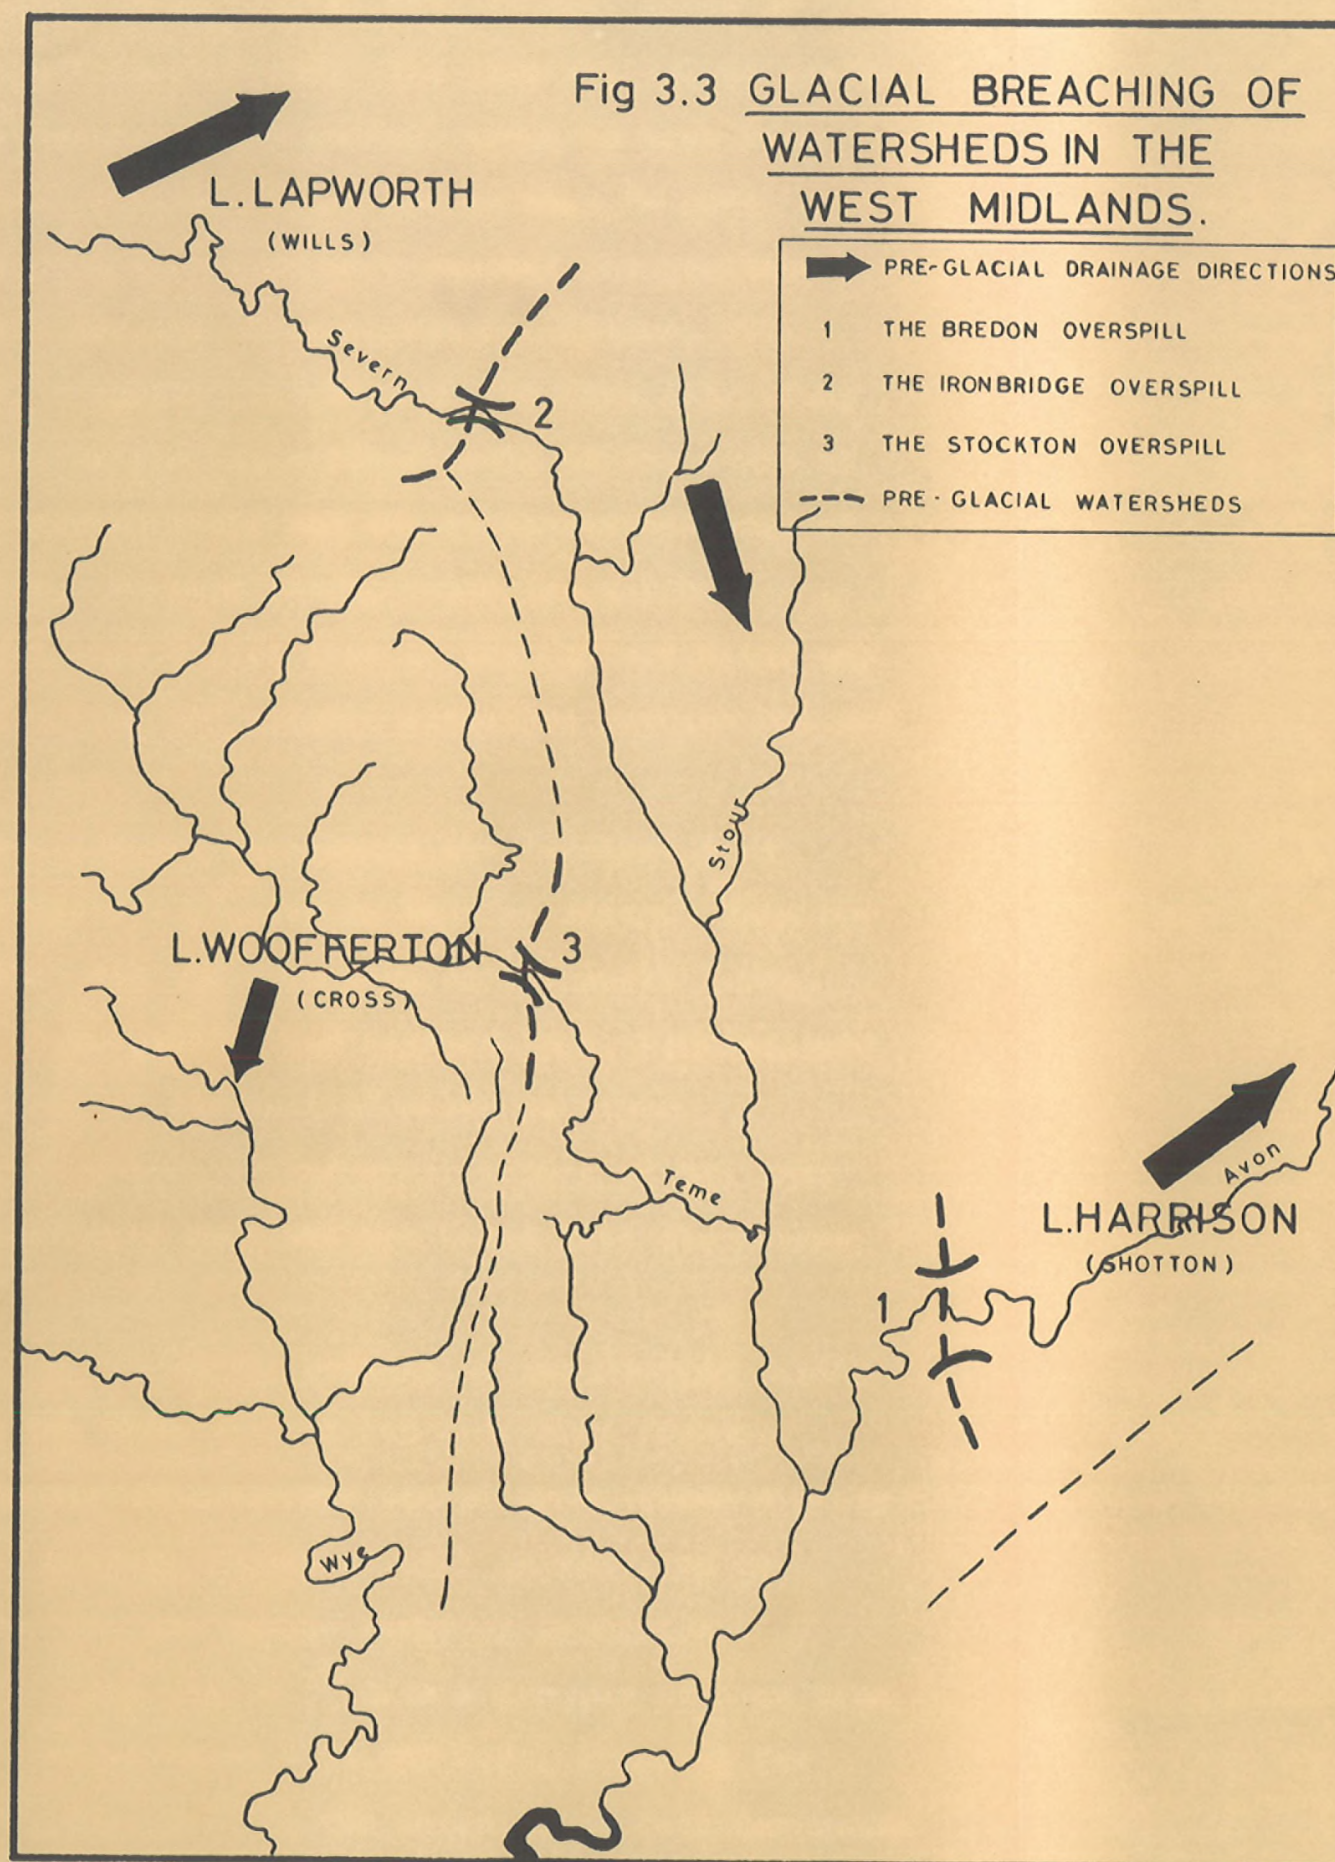 Fig 3.3 GLACIAL BREACHING OF
WATERSHEDS IN THE
WEST MIDLANDS.
PRE-GLACIAL DRAINAGE DIRECTIONS
1 THE BREDON OVERSPILL
2 THE IRONBRIDGE OVERSPILL
3 THE STOCKTON OVERSPILL
PRE-GLACIAL WATERSHEDS
L.LAPWORTH
(WILLS)
Severn
2
Stour
L.WOOFFERTON
(CROSS)
3
Teme
Avon
L.HARRISON
(SHOTTON)
1
Wye